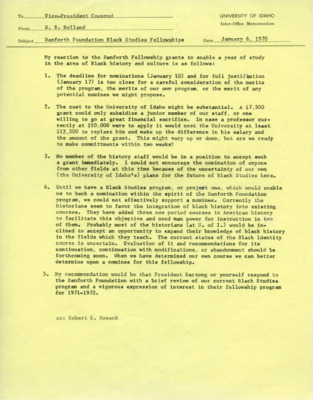 To Vice-President Coonrod
UNIVERSITY OF IDAHO
Inter-Office Memorandum
From
Subject Danforth Foundation Black Studies Fellowships
Date January 6, 1970
My reaction to the Danforth Fellowship grants to enable a year of study
in the area of Black history and culture is as follows:
1. The deadline for nominations (January 10) and for full justification
(January 17) is too close for a careful consideration of the merits
of the program, the merits of our own program, or the merit of any
potential nominee we might propose.
2. The cost to the University of Idaho might be substantial. A $7,500
grant could only subsidize a junior member of our staff, or one
willing to go at great financial sacrifice. In case a professor cur-
rently at $10,000 were to apply it would cost the University at least
$12,500 to replace him and make up the difference in his salary and
the amount of the grant. This might vary up or down, but are we ready
to make commitments within two weeks?
3. No member of the history staff would be in a position to accept such
a grant immediately. I could not encourage the nomination of anyone
from other fields at this time because of the uncertainty of our own
(the University of Idaho's) plans for the future of Black Studies here.
4. Until we have a Black Studies program, or project one, which would enable
us to back a nomination within the spirit of the Danforth Foundation
program, we could not effectively support a nominee. Currently the
historians seem to favor the integration of black history into existing
courses. They have added three new period courses in American history
to facilitate this objective and used man power for instruction in two
of them. Probably most of the historians (at U. of I.) would be in-
clined to accept an opportunity to expand their knowledge of black history
in the fields which they teach. The current status of the Black identity
course is uncertain. Evaluation of it and recommendations for its
continuation, continuation with modifications, or abandonment should be
forthcoming soon. When we have determined our own course we can better
determine upon a nominee for this fellowship.
5. My recommendation would be that President Hartung or yourself respond to
the Danforth Foundation with a brief review of our current Black Studies
program and a vigorous expression of interest in their fellowship program
for 1971-1972.
cc: Robert E. Hosack